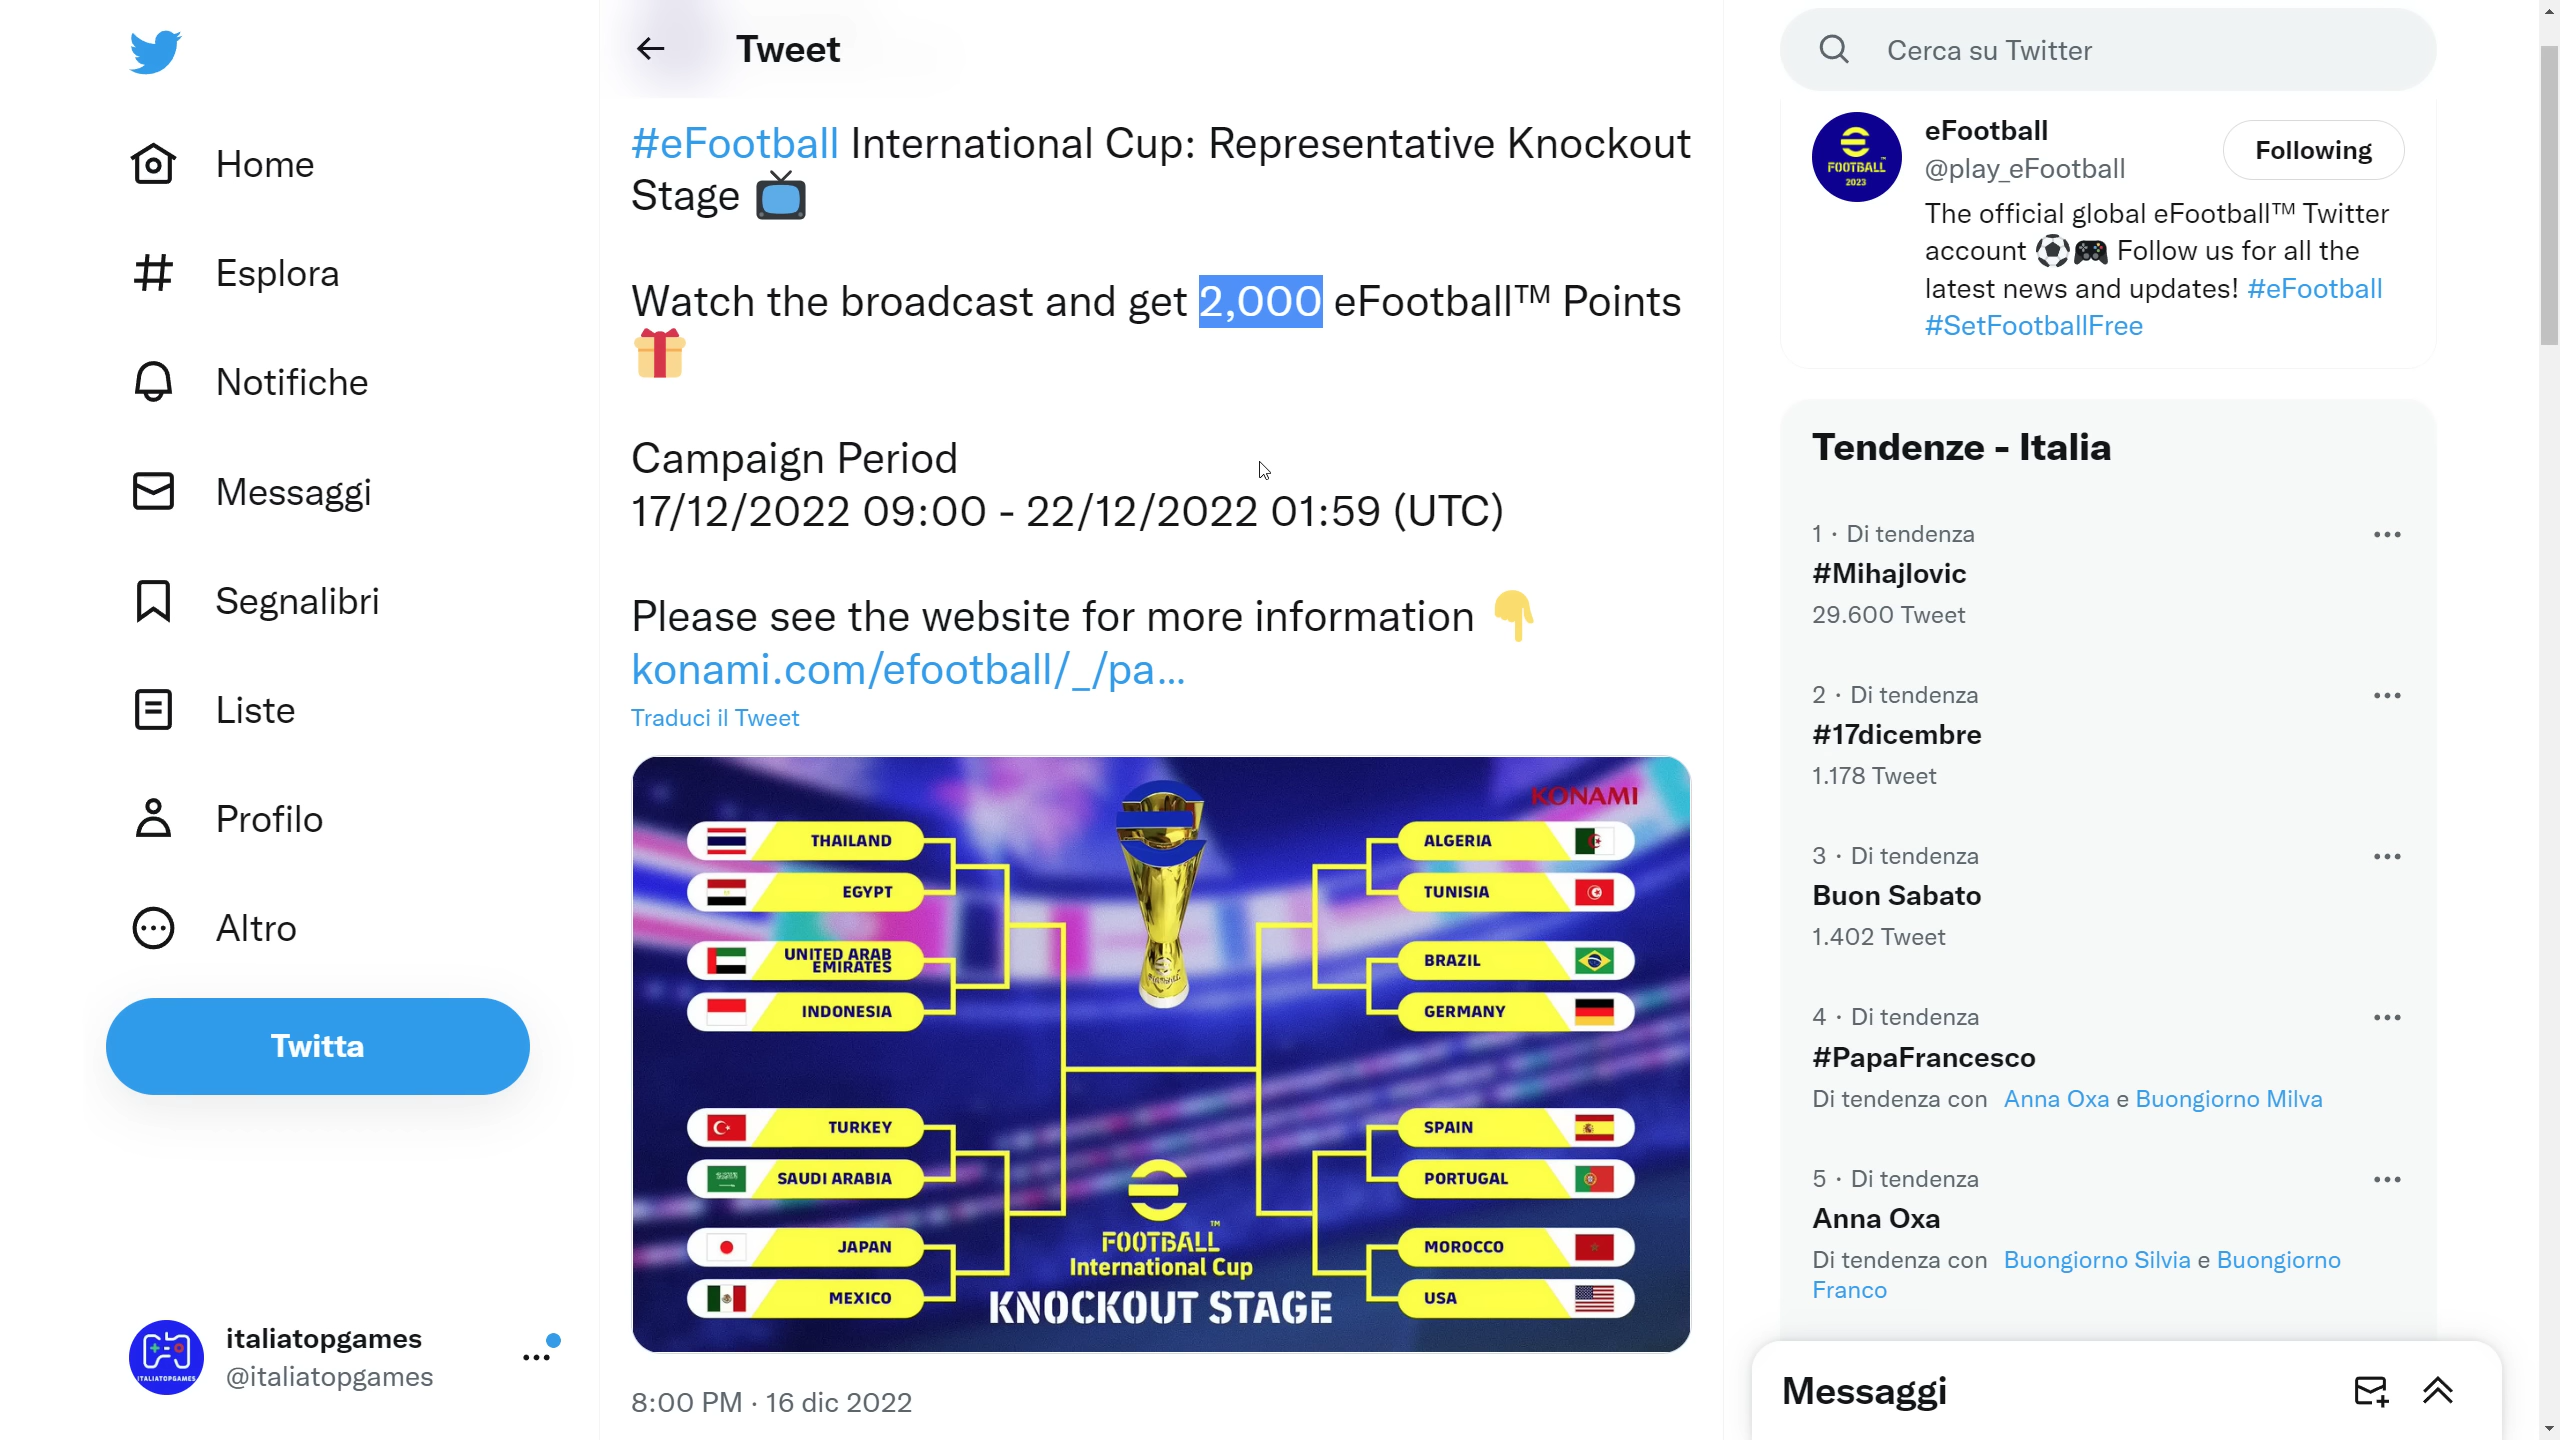 Home
Esplora
Notifiche
Messaggi
Segnalibri
Liste
Profilo
Altro
Twitta
italiatopgames
@italiatopgames
ITALIATOPGAMES
Tweet
#eFootball International Cup: Representative Knockout
Stage
Watch the broadcast and get 2,000 eFootball™ Points
Campaign Period
17/12/2022 09:00 - 22/12/2022 01:59 (UTC)
Please see the website for more information
konami.com/efootball/_/pa...
Traduci il Tweet
KONAMI
THAILAND
EGYPT
UNITED ARAB
EMIRATES
INDONESIA
TURKEY
SAUDI ARABIA
JAPAN
MEXICO
ALGERIA
TUNISIA
BRAZIL
GERMANY
SPAIN
PORTUGAL
MOROCCO
USA
FOOTBALL™
International Cup
KNOCKOUT STAGE
8:00 PM · 16 dic 2022
Cerca su Twitter
FOOTBALL™
2023
eFootball
@play_eFootball
Following
The official global eFootball™ Twitter
account Follow us for all the
latest news and updates! #eFootball
#SetFootballFree
Tendenze - Italia
1 · Di tendenza
#Mihajlovic
29.600 Tweet
2 · Di tendenza
#17dicembre
1.178 Tweet
3 · Di tendenza
Buon Sabato
1.402 Tweet
4 · Di tendenza
#PapaFrancesco
Di tendenza con Anna Oxa e Buongiorno Milva
5 · Di tendenza
Anna Oxa
Di tendenza con Buongiorno Silvia e Buongiorno
Franco
Messaggi